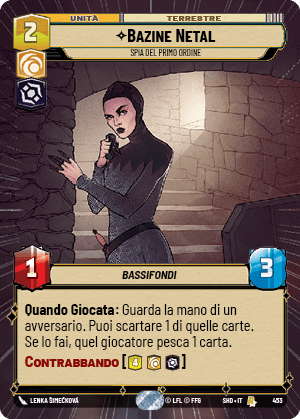 UNITÀ TERRESTRE
2
✧BAZINE NETAL
SPIA DEL PRIMO ORDINE
1
BASSIFONDI
3
Quando Giocata: Guarda la mano di un
avversario. Puoi scartare 1 di quelle carte.
Se lo fai, quel giocatore pesca 1 carta.
CONTRABBANDO [4]
LENKA ŠIMEČKOVÁ © LFL © FFG SHD•IT R 453